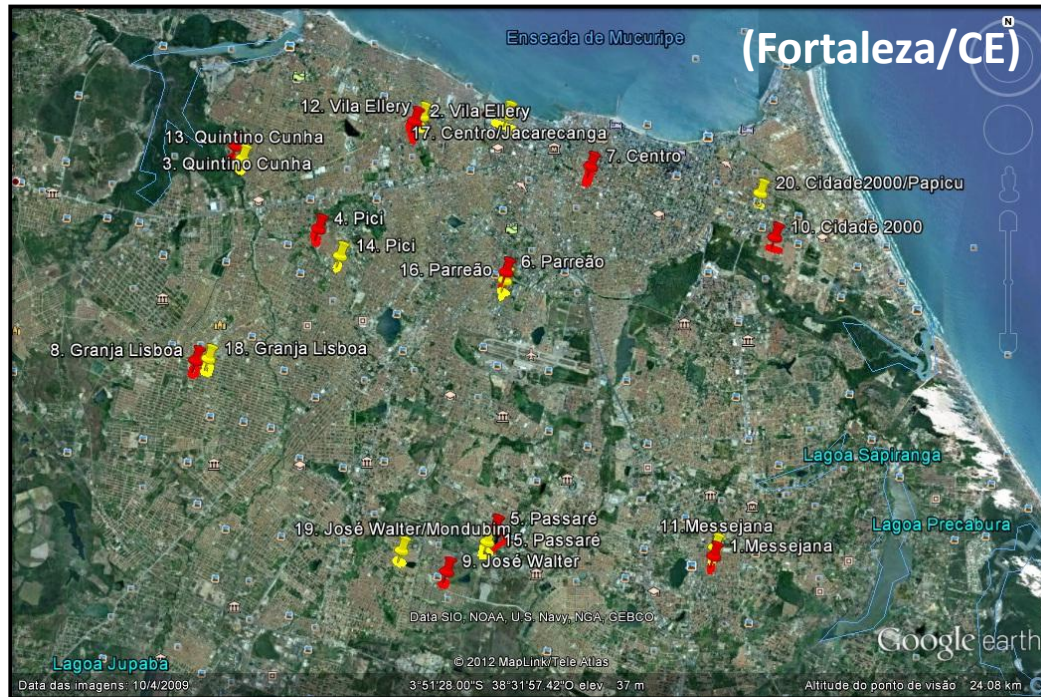 N
Enseada de Mucuripe
(Fortaleza/CE)
12. Vila Ellery
2. Vila Ellery
17. Centro/Jacarecanga
13. Quintino Cunha
3. Quintino Cunha
7. Centro
20. Cidade2000/Papicu
4. Pici
10. Cidade 2000
14. Pici
6. Parreão
16. Parreão
8. Granja Lisboa
18. Granja Lisboa
Lagoa Sapiranga
5. Passaré
19. José Walter/Mondubim
11.Messejana
Lagoa Precabura
15. Passaré
1.Messejana
9. José Walter
Data SIO, NOAA, U.S. Navy, NGA, GEBCO
Google earth
Lagoa Jupaba
© 2012 MapLink/Tele Atlas
Data das imagens: 10/4/2009
3°51'28.00"S 38°31'57.42"O elev 37 m
Altitude do ponto de visão 24.08 km